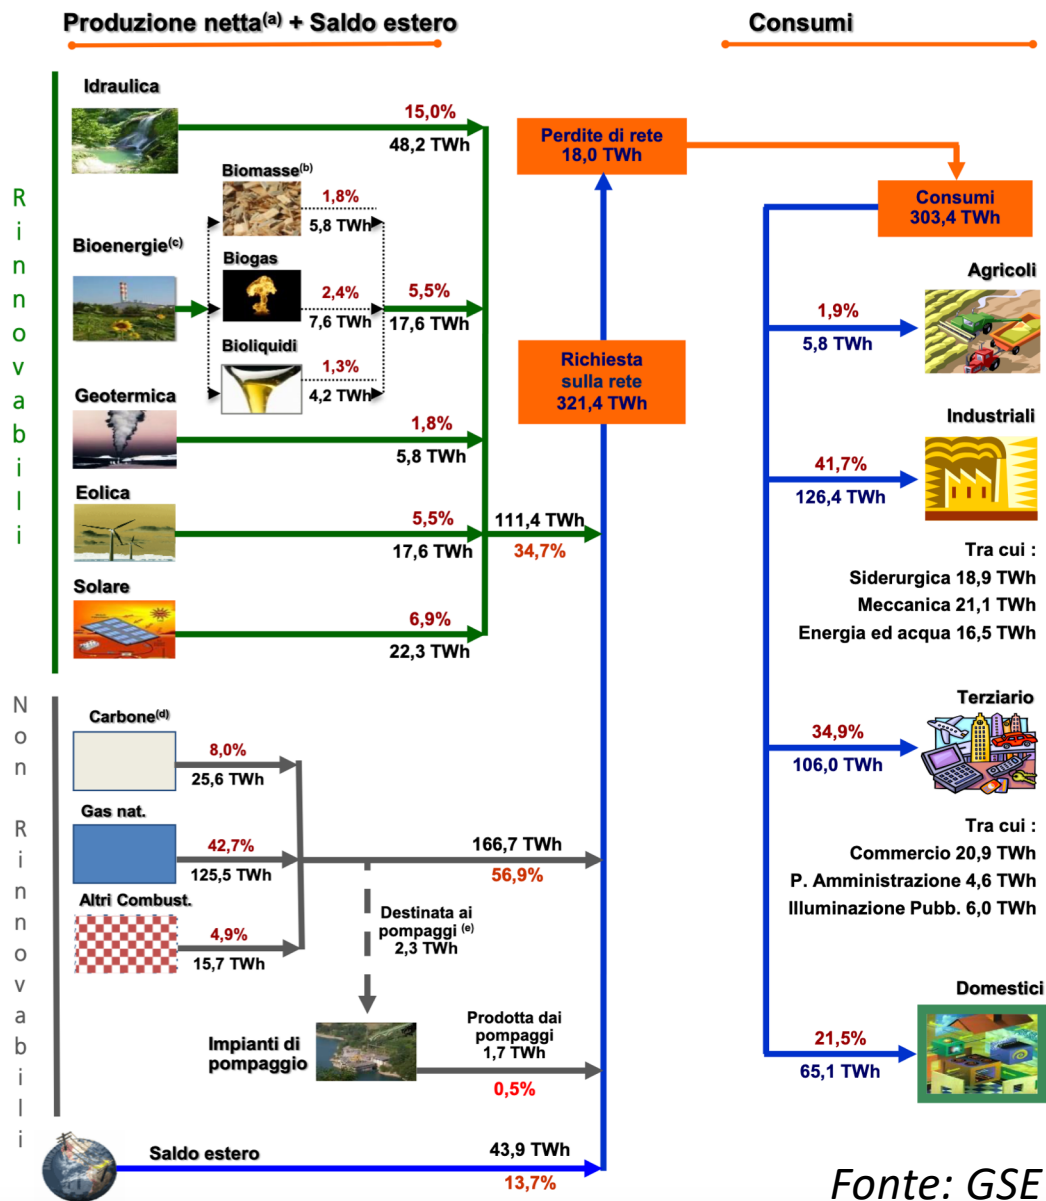 Produzione netta(a) + Saldo estero
Consumi
Rinnovabili
Idraulica
15,0%
48,2 TWh
Bioenergie(c)
Biomasse(b)
1,8%
5,8 TWh
Biogas
2,4%
7,6 TWh
Bioliquidi
1,3%
4,2 TWh
5,5%
17,6 TWh
Geotermica
1,8%
5,8 TWh
Eolica
5,5%
17,6 TWh
111,4 TWh
34,7%
Solare
6,9%
22,3 TWh
Non Rinnovabili
Carbone(d)
8,0%
25,6 TWh
Gas nat.
42,7%
125,5 TWh
Altri Combust.
4,9%
15,7 TWh
166,7 TWh
56,9%
Destinata ai
pompaggi (e)
2,3 TWh
Impianti di
pompaggio
Prodotta dai
pompaggi
1,7 TWh
0,5%
Saldo estero
43,9 TWh
13,7%
Perdite di rete
18,0 TWh
Richiesta
sulla rete
321,4 TWh
Consumi
303,4 TWh
Agricoli
1,9%
5,8 TWh
Industriali
41,7%
126,4 TWh
Tra cui :
Siderurgica 18,9 TWh
Meccanica 21,1 TWh
Energia ed acqua 16,5 TWh
Terziario
34,9%
106,0 TWh
Tra cui :
Commercio 20,9 TWh
P. Amministrazione 4,6 TWh
Illuminazione Pubb. 6,0 TWh
Domestici
21,5%
65,1 TWh
Fonte: GSE